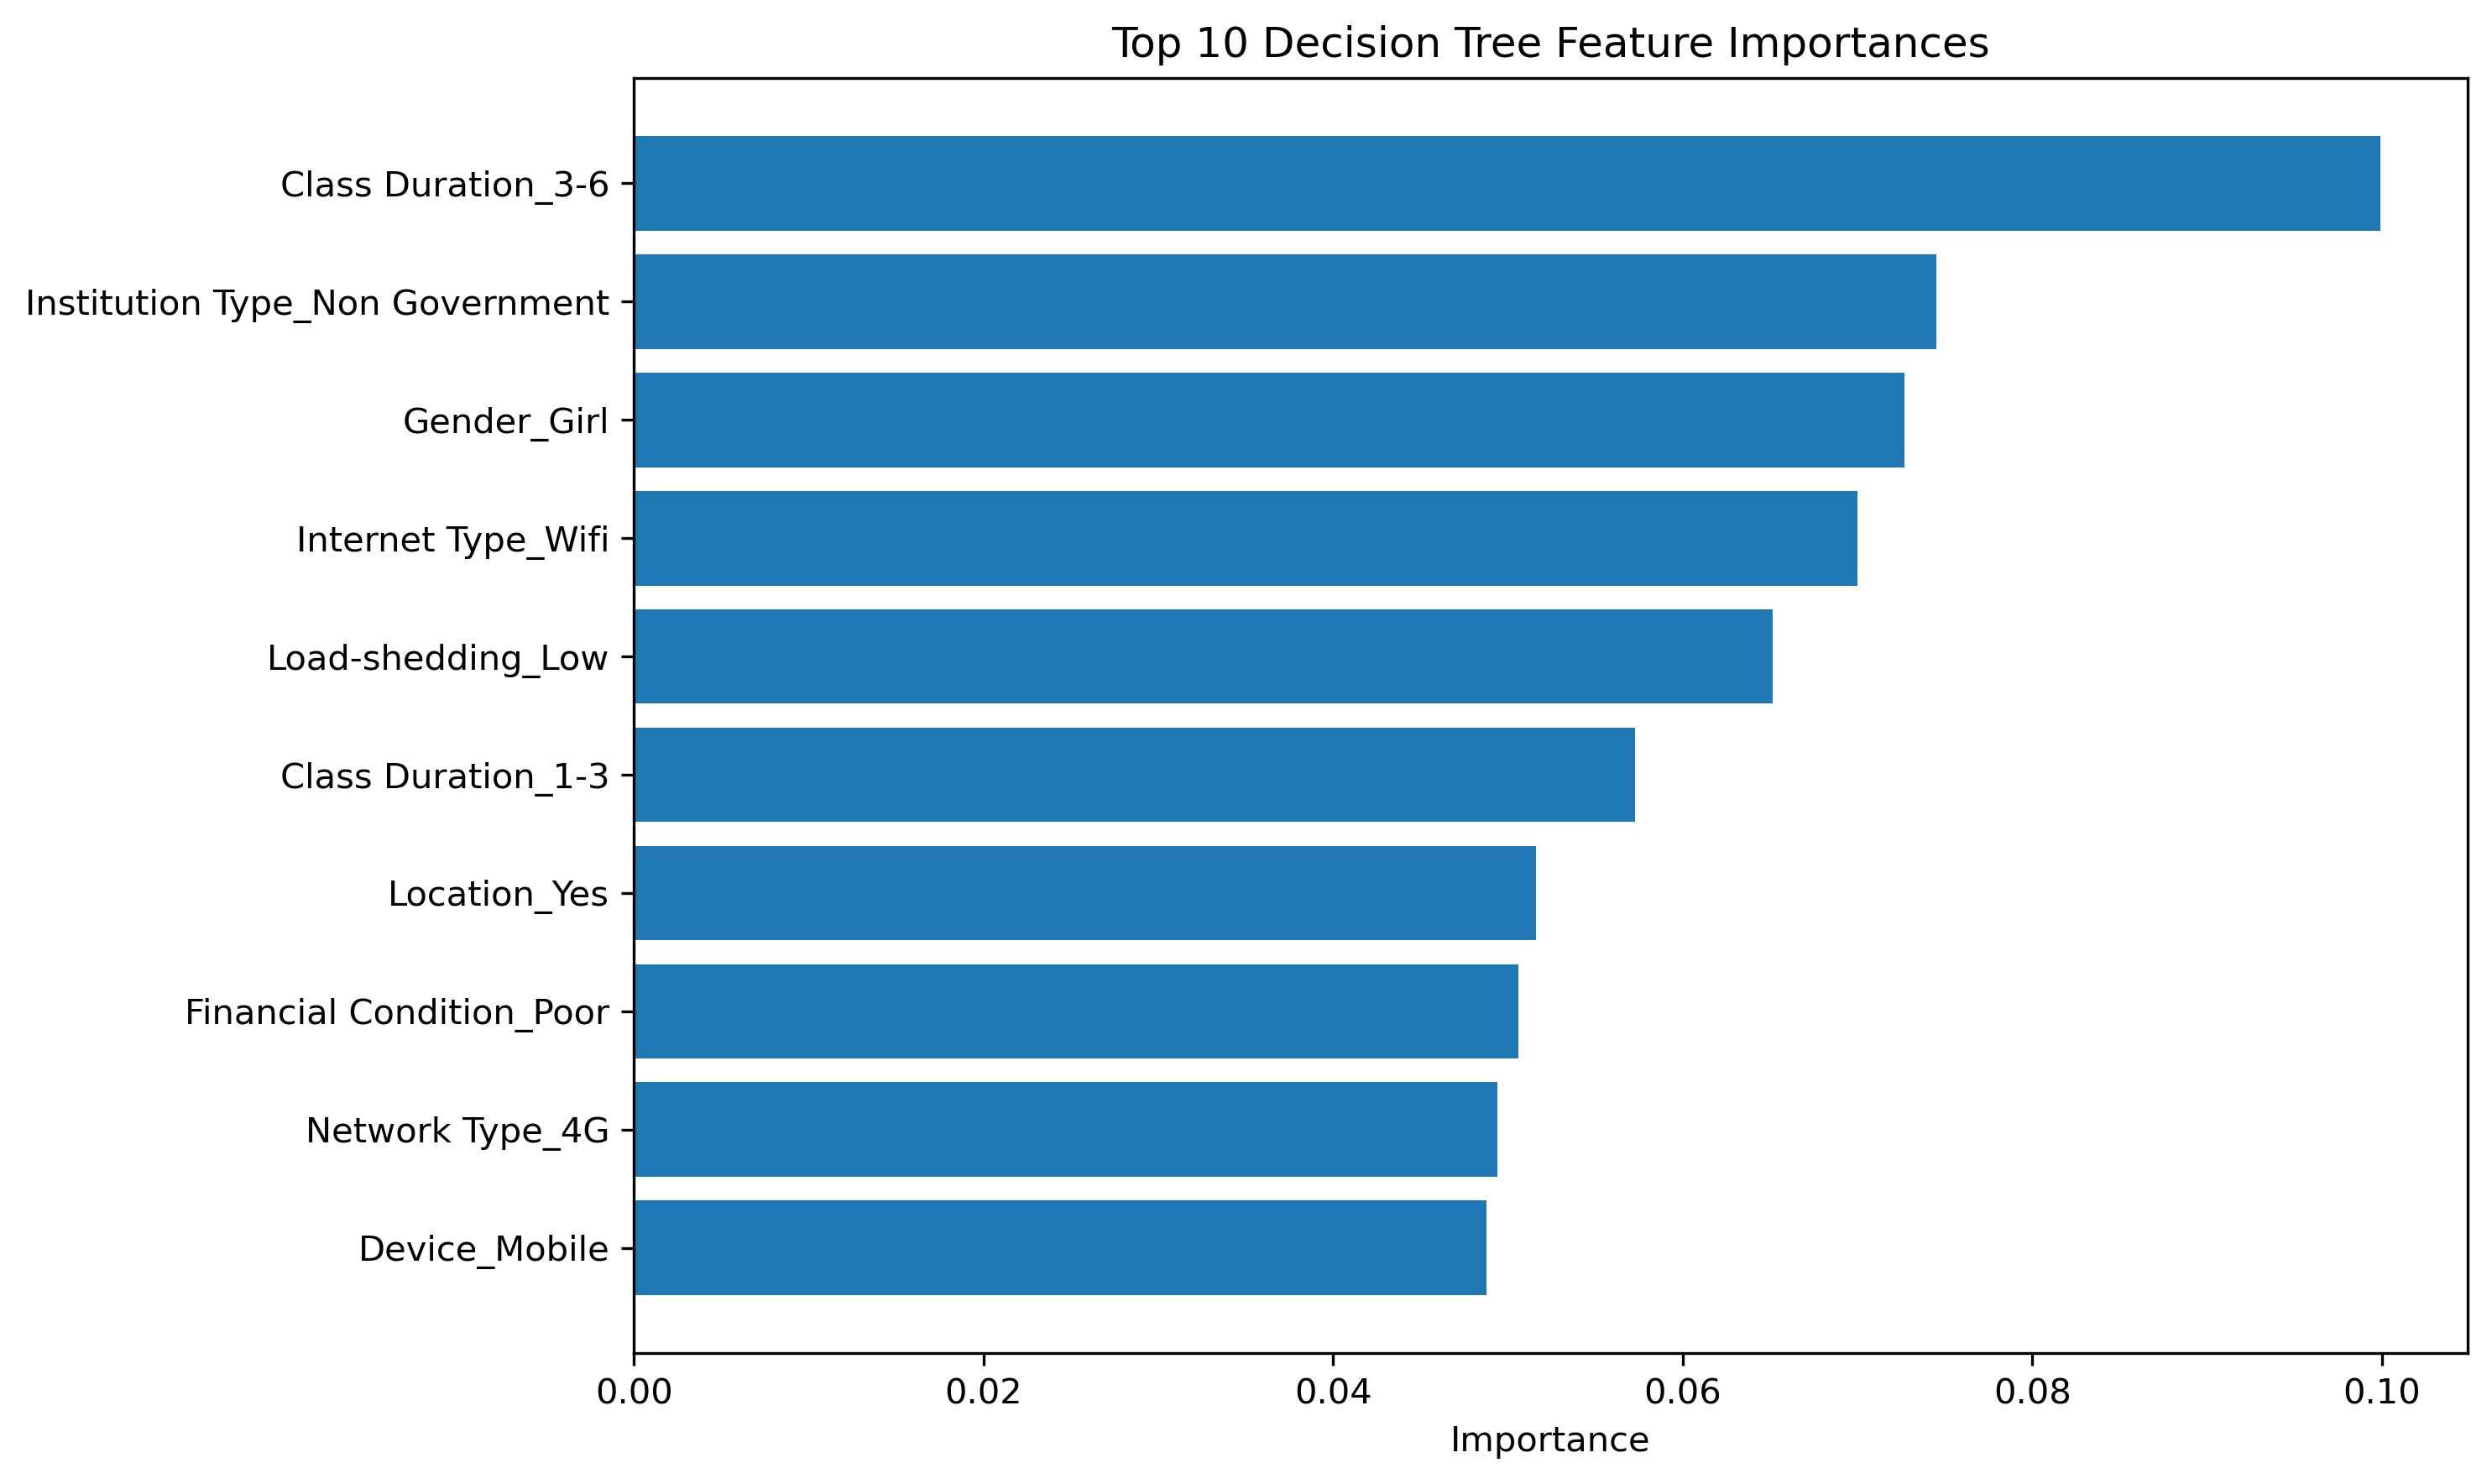 Top 10 Decision Tree Feature Importances
Class Duration_3-6
Institution Type_Non Government
Gender_Girl
Internet Type_Wifi
Load-shedding_Low
Class Duration_1-3
Location_Yes
Financial Condition_Poor
Network Type_4G
Device_Mobile
0.00 0.02 0.04 0.06 0.08 0.10
Importance